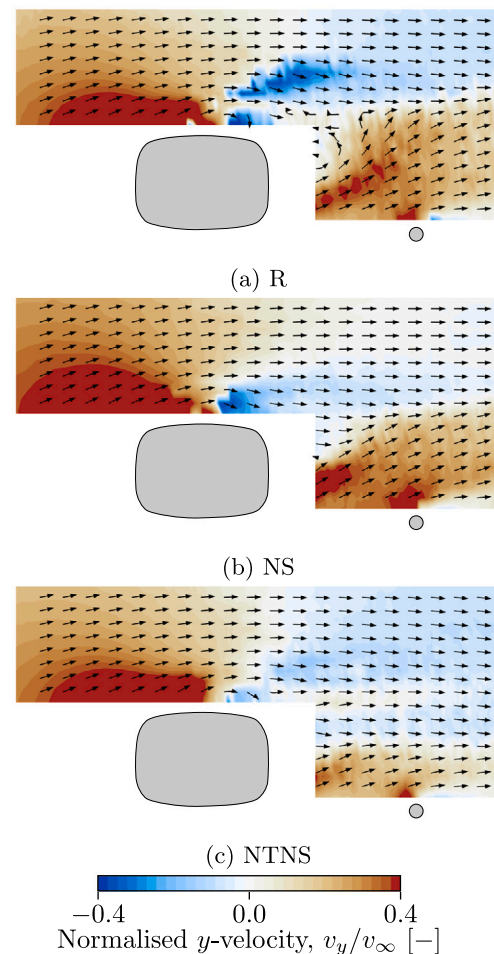 (a) R
(b) NS
(c) NTNS
−0.4 0.0 0.4
Normalised y-velocity, v_y/v_∞ [−]